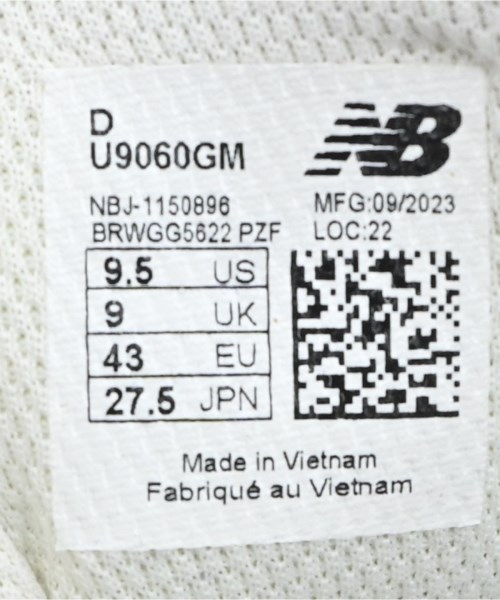 D
U9060GM
NB
NBJ-1150896
BRWGG5622 PZF
MFG:09/2023
LOC:22
9.5 US
9 UK
43 EU
27.5 JPN
Made in Vietnam
Fabriqué au Vietnam